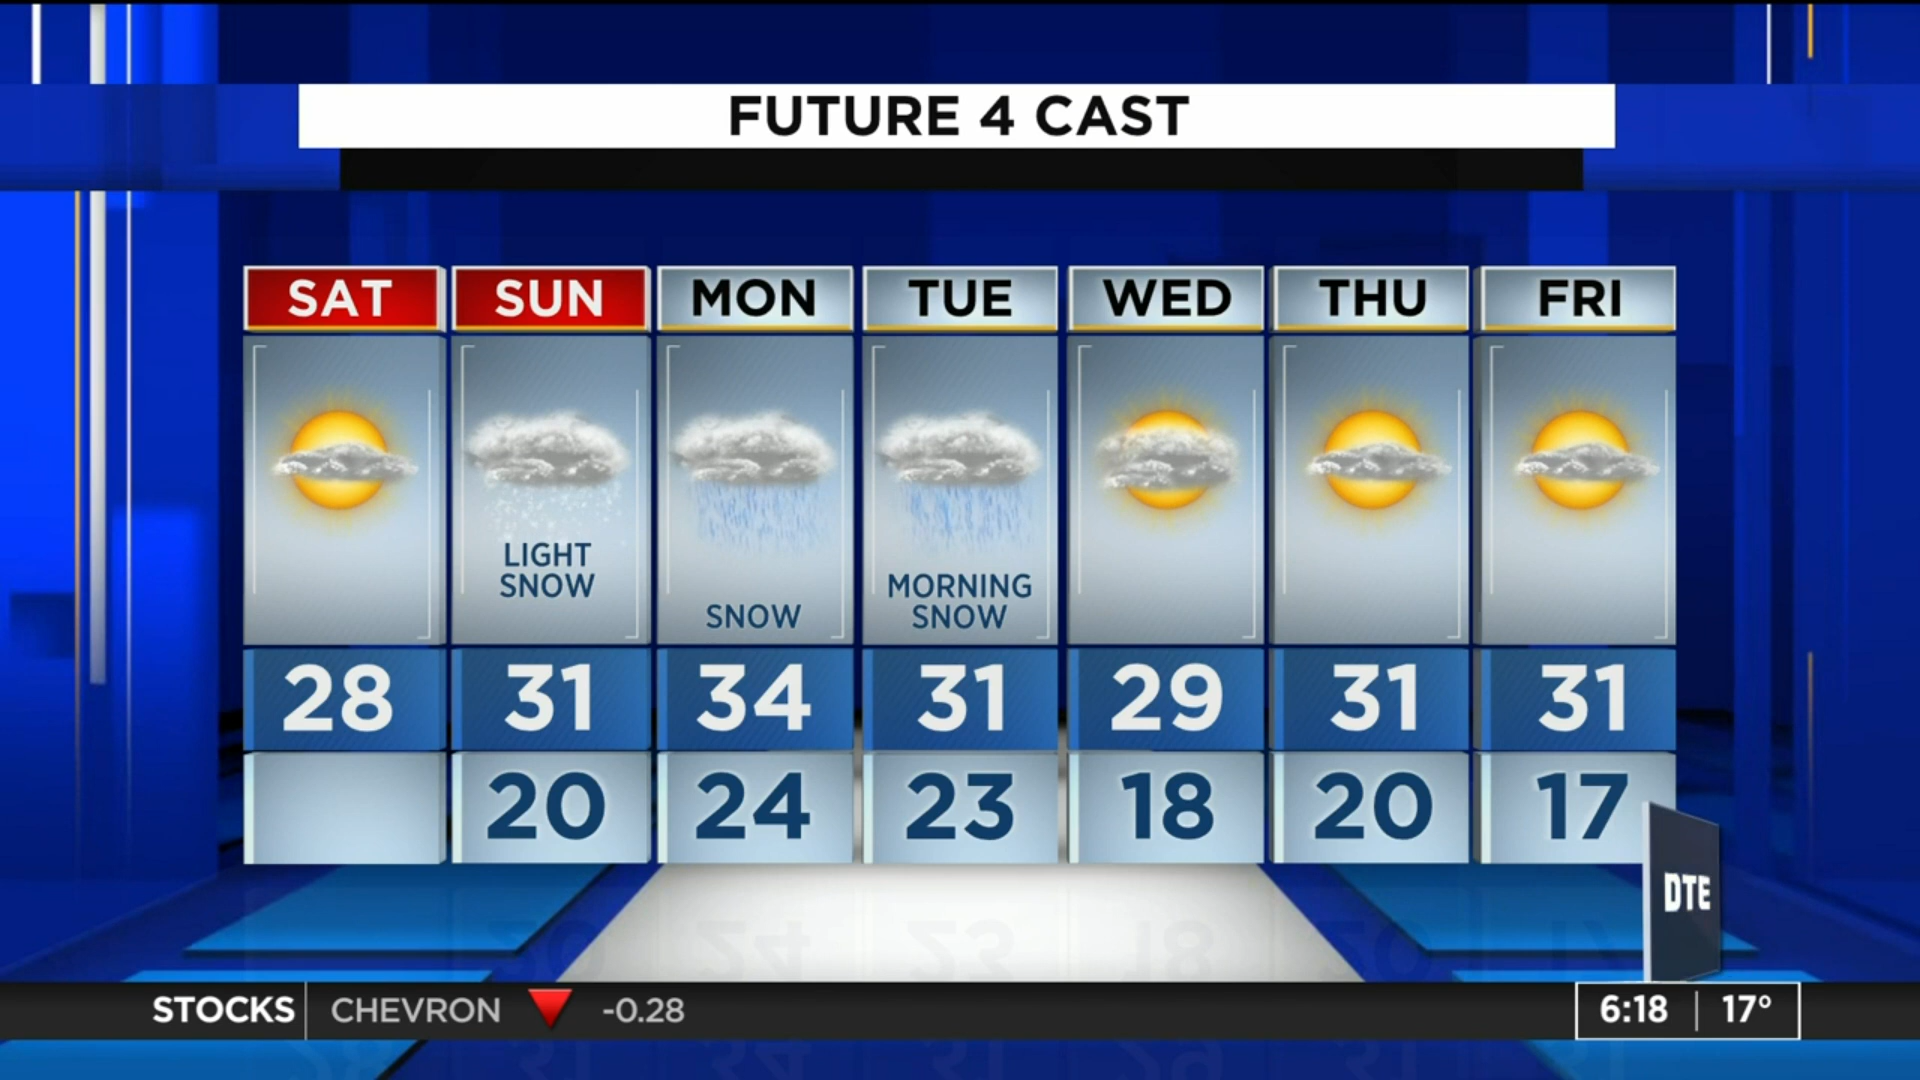 FUTURE 4 CAST
SAT SUN MON TUE WED THU FRI
LIGHT
SNOW
SNOW
MORNING
SNOW
28 31 34 31 29 31 31
20 24 23 18 20 17
DTE
STOCKS CHEVRON -0.28 6:18 17°